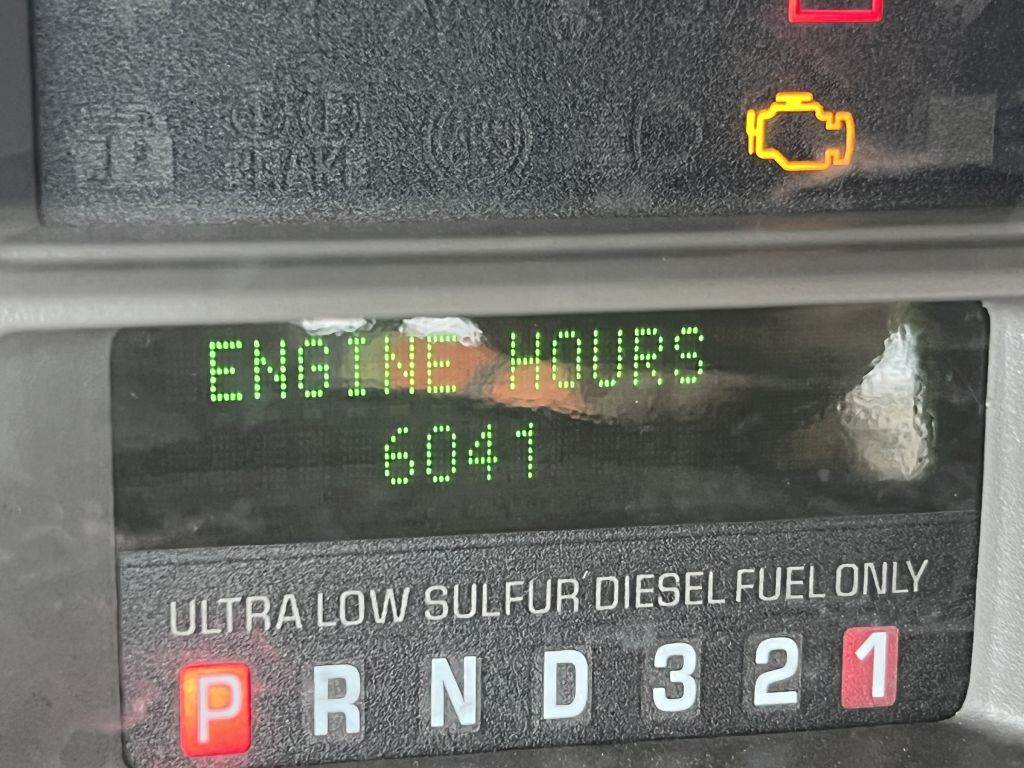 ENGINE HOURS
6041
ULTRA LOW SULFUR DIESEL FUEL ONLY
P R N D 3 2 1